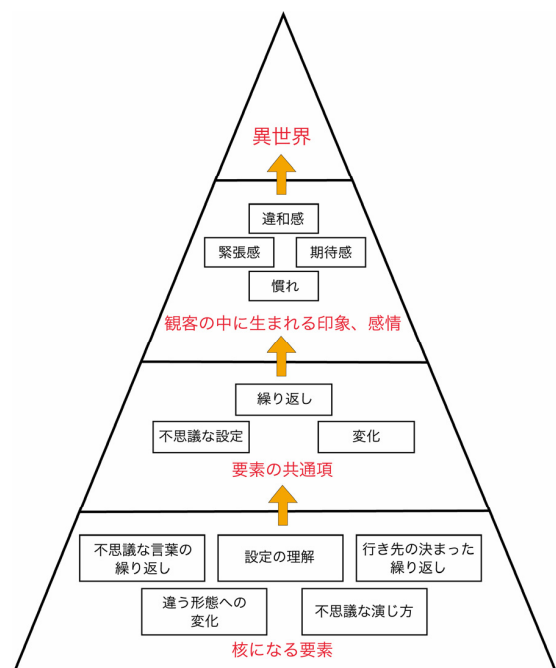 異世界
違和感
緊張感
期待感
慣れ
観客の中に生まれる印象、感情
繰り返し
不思議な設定
変化
要素の共通項
不思議な言葉の
繰り返し
設定の理解
行き先の決まった
繰り返し
違う形態への
変化
不思議な演じ方
核になる要素